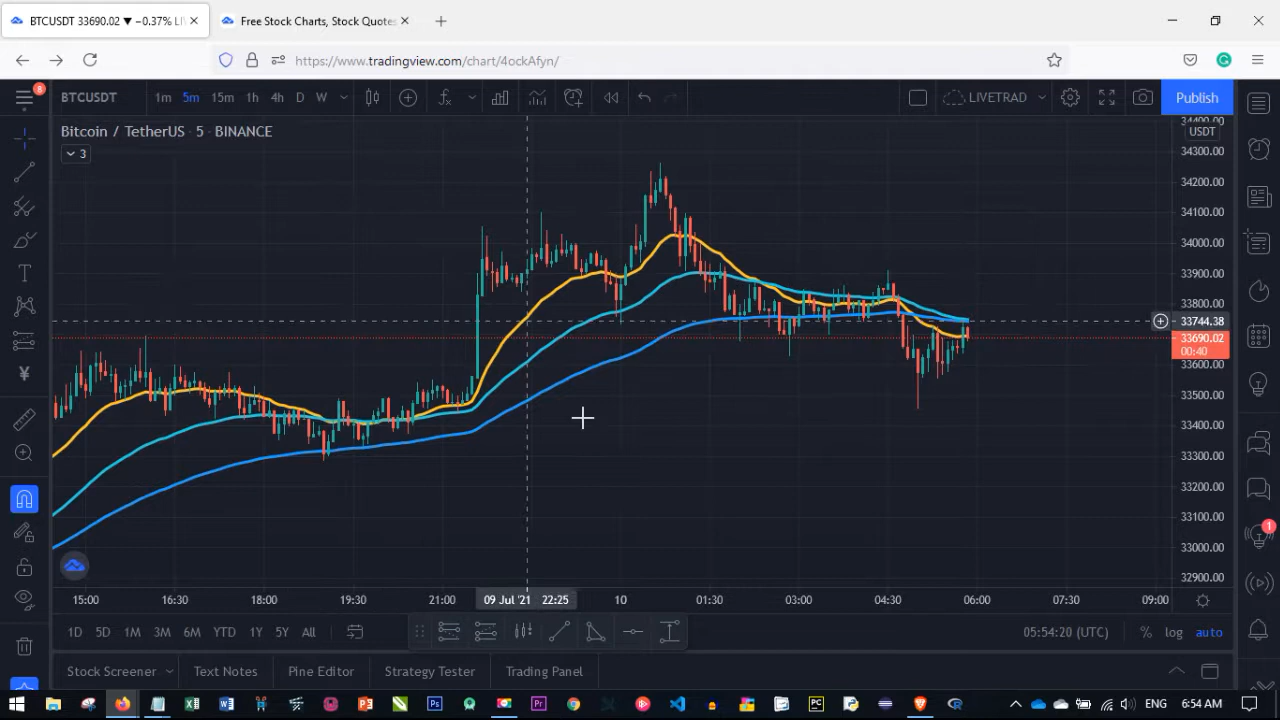 BTCUSDT 33690.02 ▼ −0.37% LIV
Free Stock Charts, Stock Quotes
https://www.tradingview.com/chart/4ockAfyn/
8
BTCUSDT 1m 5m 15m 1h 4h D W LIVETRAD Publish
Bitcoin / TetherUS · 5 · BINANCE
3
34400.00
USDT
34300.00
34200.00
34100.00
34000.00
33900.00
33800.00
33744.38
33690.02
00:40
33600.00
33500.00
33400.00
33300.00
33200.00
33100.00
33000.00
32900.00
1
15:00 16:30 18:00 19:30 21:00 09 Jul '21 22:25 10 01:30 03:00 04:30 06:00 07:30 09:00
1D 5D 1M 3M 6M YTD 1Y 5Y All 05:54:20 (UTC) % log auto
Stock Screener Text Notes Pine Editor Strategy Tester Trading Panel
ENG 6:54 AM